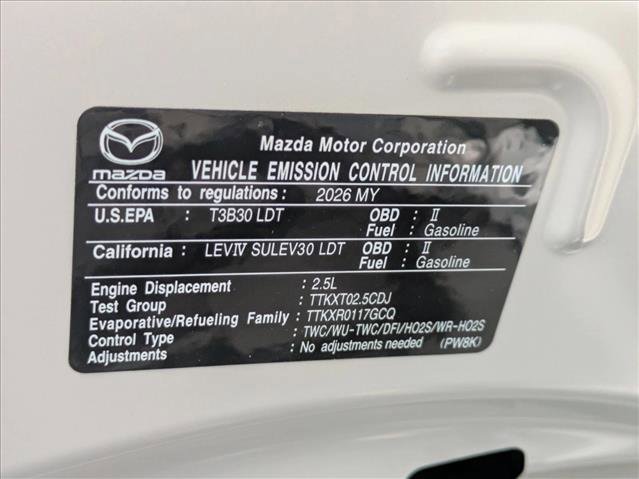 Mazda Motor Corporation
mazda VEHICLE EMISSION CONTROL INFORMATION
Conforms to regulations : 2026 MY
U.S.EPA : T3B30 LDT OBD : II
Fuel : Gasoline
California : LEVIV SULEV30 LDT OBD : II
Fuel : Gasoline
Engine Displacement : 2.5L
Test Group : TTKXT02.5CDJ
Evaporative/Refueling Family : TTKXR0117GCQ
Control Type : TWC/WU-TWC/DFI/HO2S/WR-HO2S
Adjustments : No adjustments needed (PW8K)